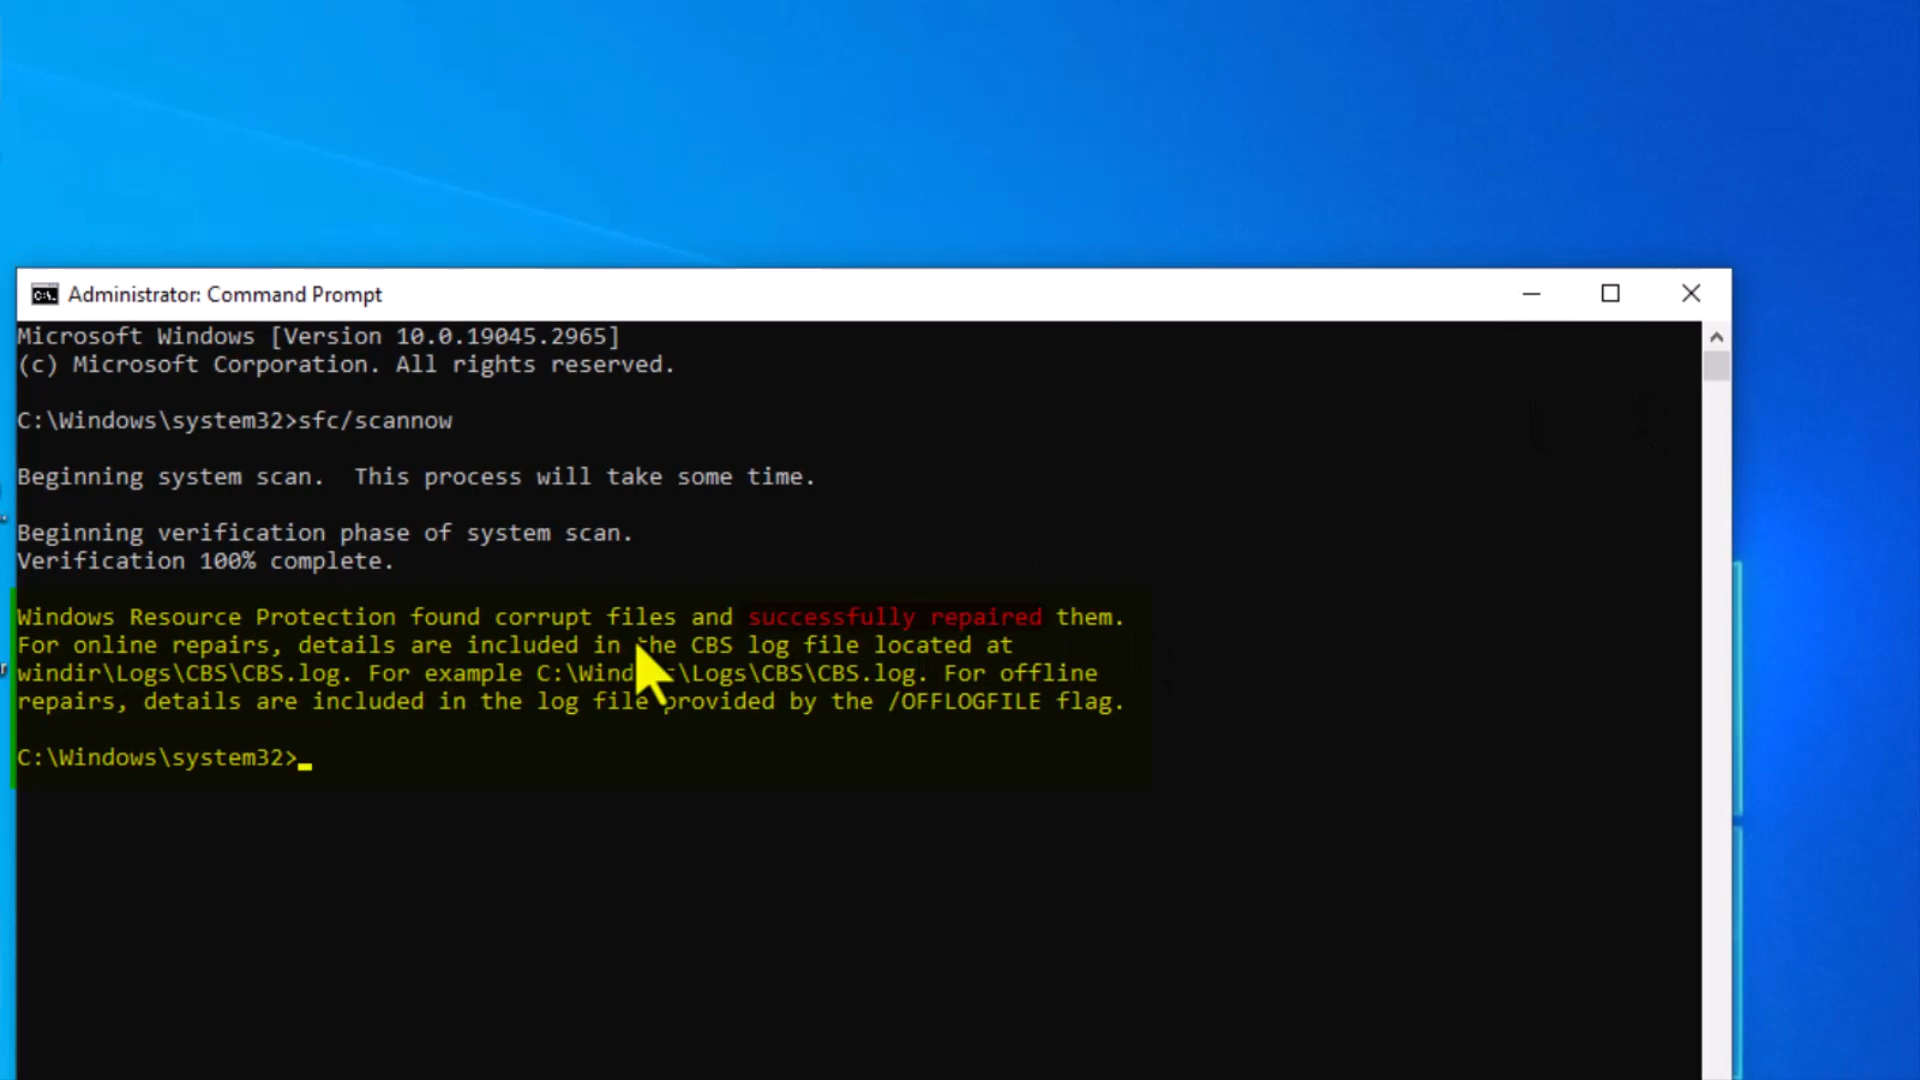 Administrator: Command Prompt
Microsoft Windows [Version 10.0.19045.2965]
(c) Microsoft Corporation. All rights reserved.
C:\Windows\system32>sfc/scannow
Beginning system scan.  This process will take some time.
Beginning verification phase of system scan.
Verification 100% complete.
Windows Resource Protection found corrupt files and successfully repaired them.
For online repairs, details are included in the CBS log file located at
windir\Logs\CBS\CBS.log. For example C:\Wind\Logs\CBS\CBS.log. For offline
repairs, details are included in the log file provided by the /OFFLOGFILE flag.
C:\Windows\system32>